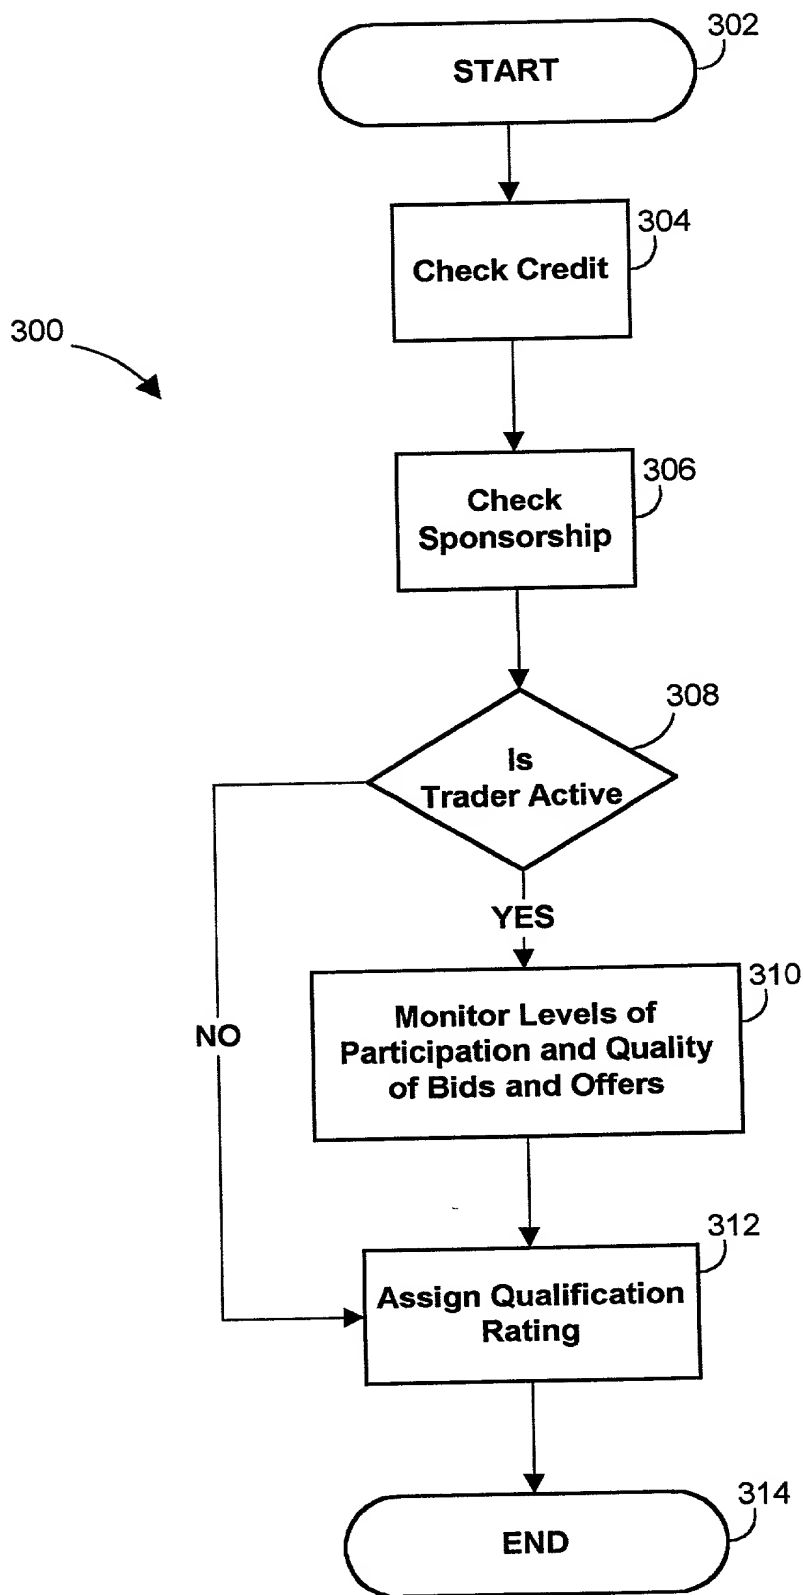 302
START
304
Check Credit
300
306
Check
Sponsorship
308
Is
Trader Active
YES
310
Monitor Levels of
Participation and Quality
of Bids and Offers
NO
312
Assign Qualification
Rating
314
END